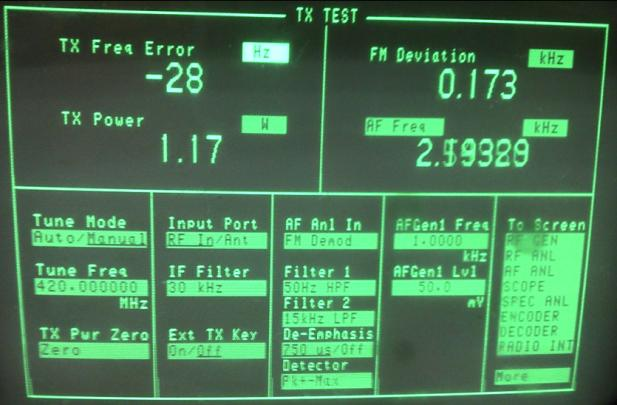 TX TEST
TX Freq Error Hz
-28
FM Deviation kHz
0.173
TX Power W
1.17
AF Freq kHz
Tune Mode
Auto/Manual
Tune Freq
420.000000
MHz
TX Pwr Zero
Zero
Input Port
RF In/Ant
IF Filter
30 kHz
Ext TX Key
On/Off
AF Anl In
FM Demod
Filter 1
50Hz HPF
Filter 2
15kHz LPF
De-Emphasis
750 us/Off
Detector
Pk+-Max
AFGen1 Freq
1.0000
kHz
AFGen1 Lvl
50.0
mV
To Screen
RF GEN
RF ANL
AF ANL
SCOPE
SPEC ANL
ENCODER
DECODER
RADIO INT
More